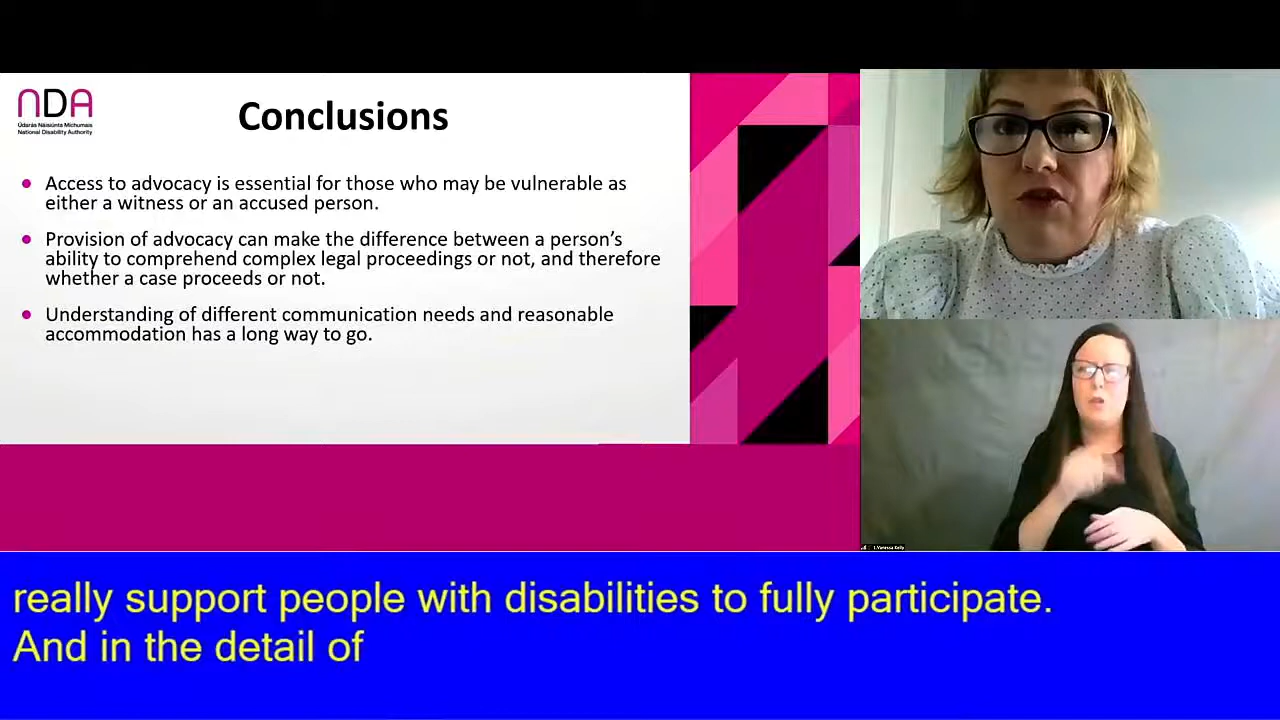 NDA
Údarás Náisiúnta Míchumais
National Disability Authority
Conclusions
Access to advocacy is essential for those who may be vulnerable as
either a witness or an accused person.
Provision of advocacy can make the difference between a person's
ability to comprehend complex legal proceedings or not, and therefore
whether a case proceeds or not.
Understanding of different communication needs and reasonable
accommodation has a long way to go.
really support people with disabilities to fully participate.
And in the detail of